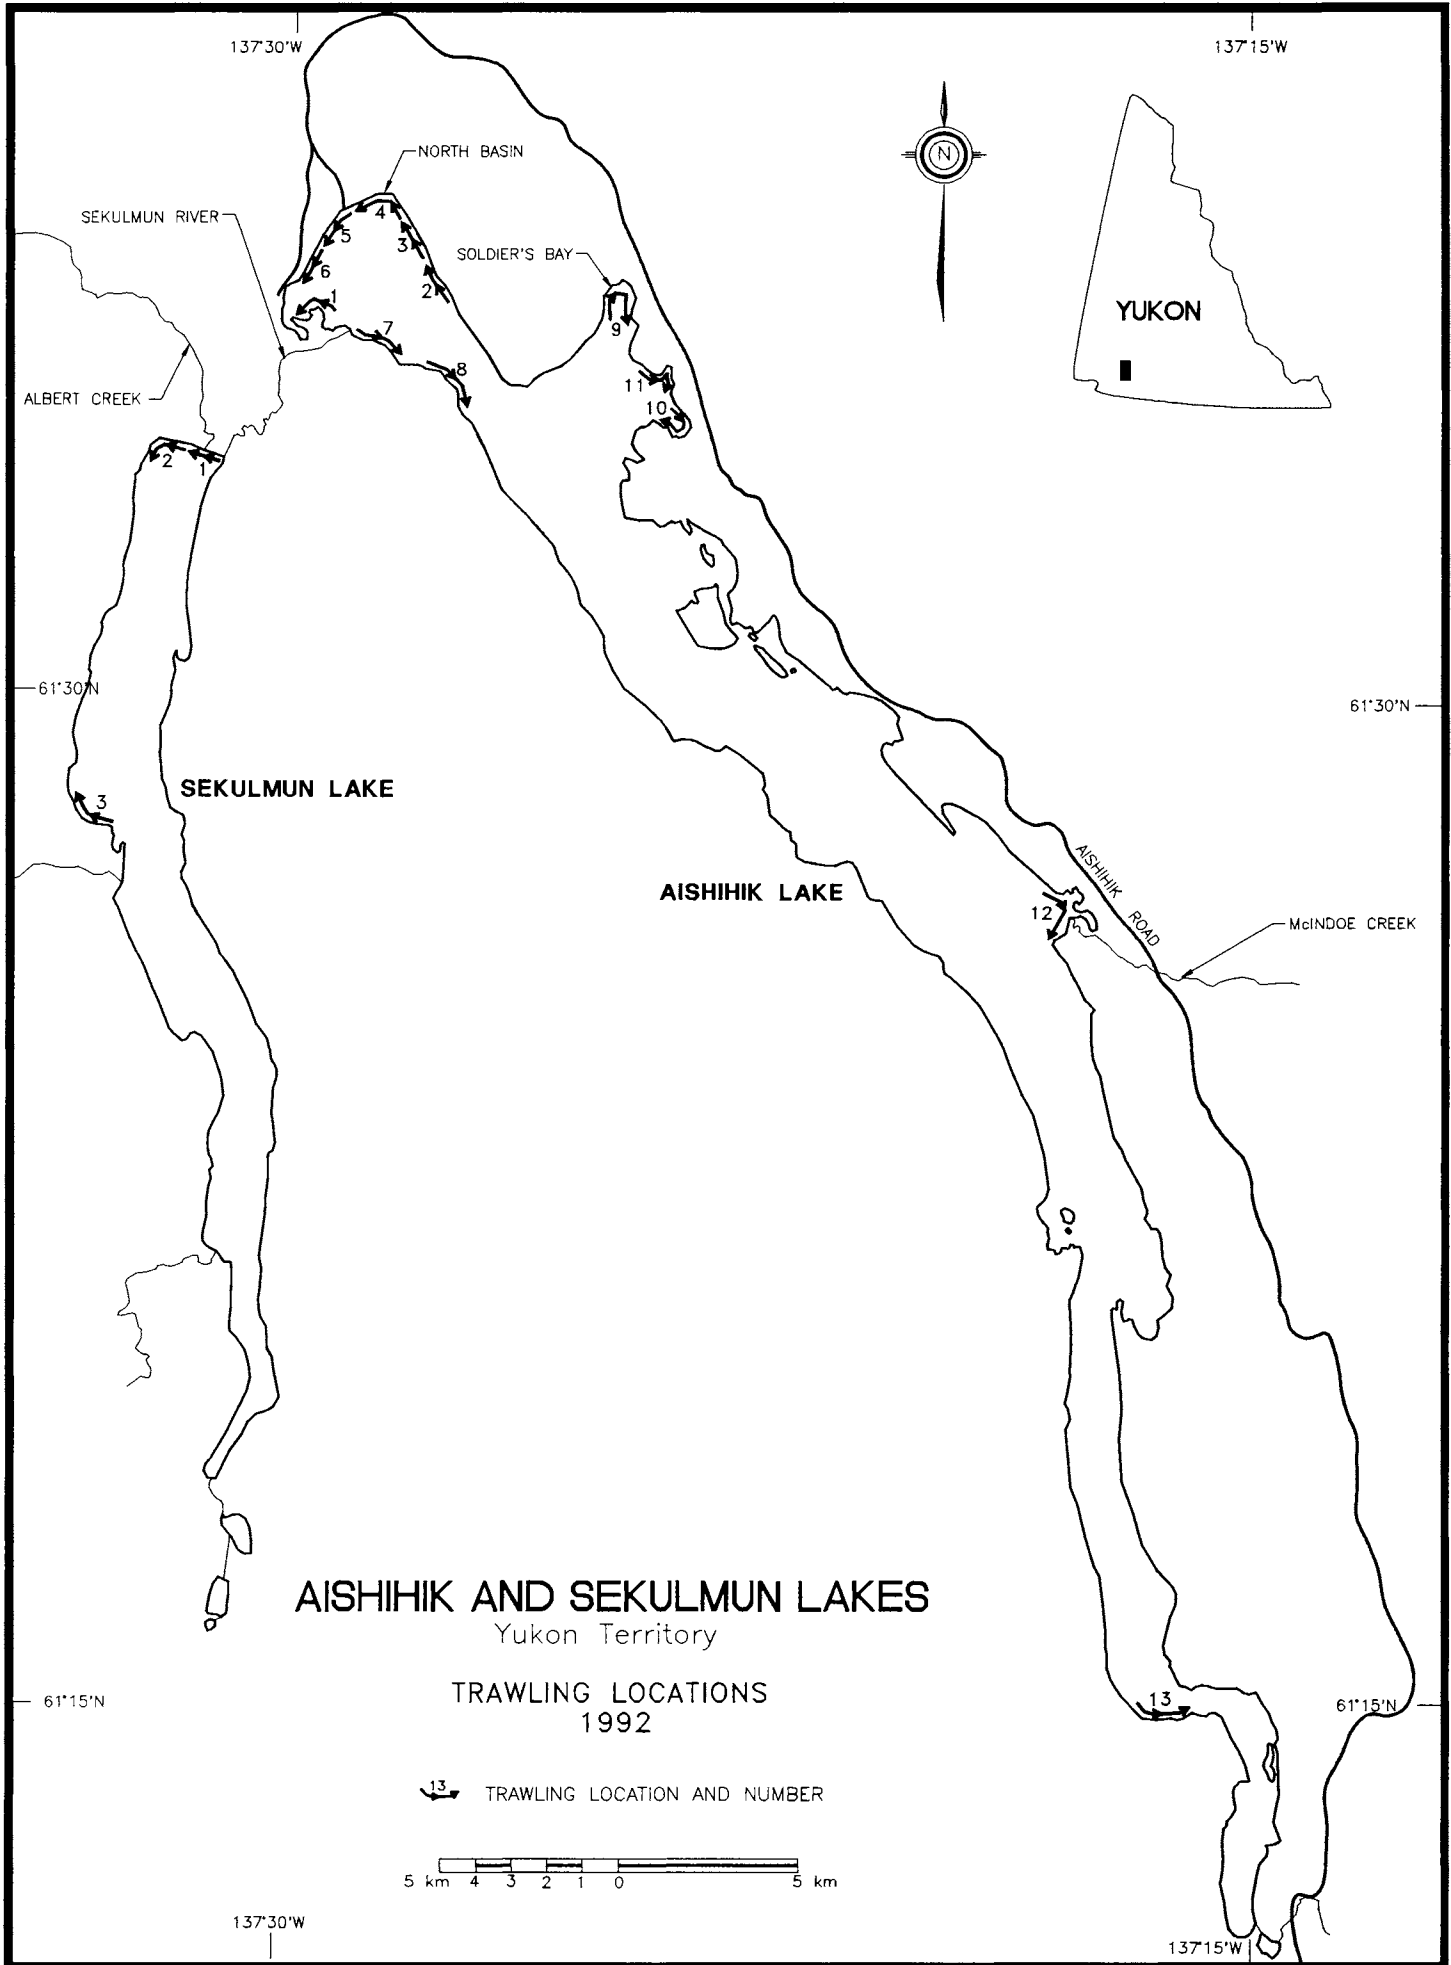 137°30'W
137°15'W
NORTH BASIN
N
SEKULMUN RIVER
4
5
3
SOLDIER'S BAY
6
2
1
YUKON
7
9
8
11
ALBERT CREEK
10
2
1
61°30'N
61°30'N
SEKULMUN LAKE
3
AISHIHIK ROAD
AISHIHIK LAKE
12
McINDOE CREEK
AISHIHIK AND SEKULMUN LAKES
Yukon Territory
TRAWLING LOCATIONS
1992
61°15'N
13
61°15'N
13 TRAWLING LOCATION AND NUMBER
5 km 4 3 2 1 0 5 km
137°30'W
137°15'W